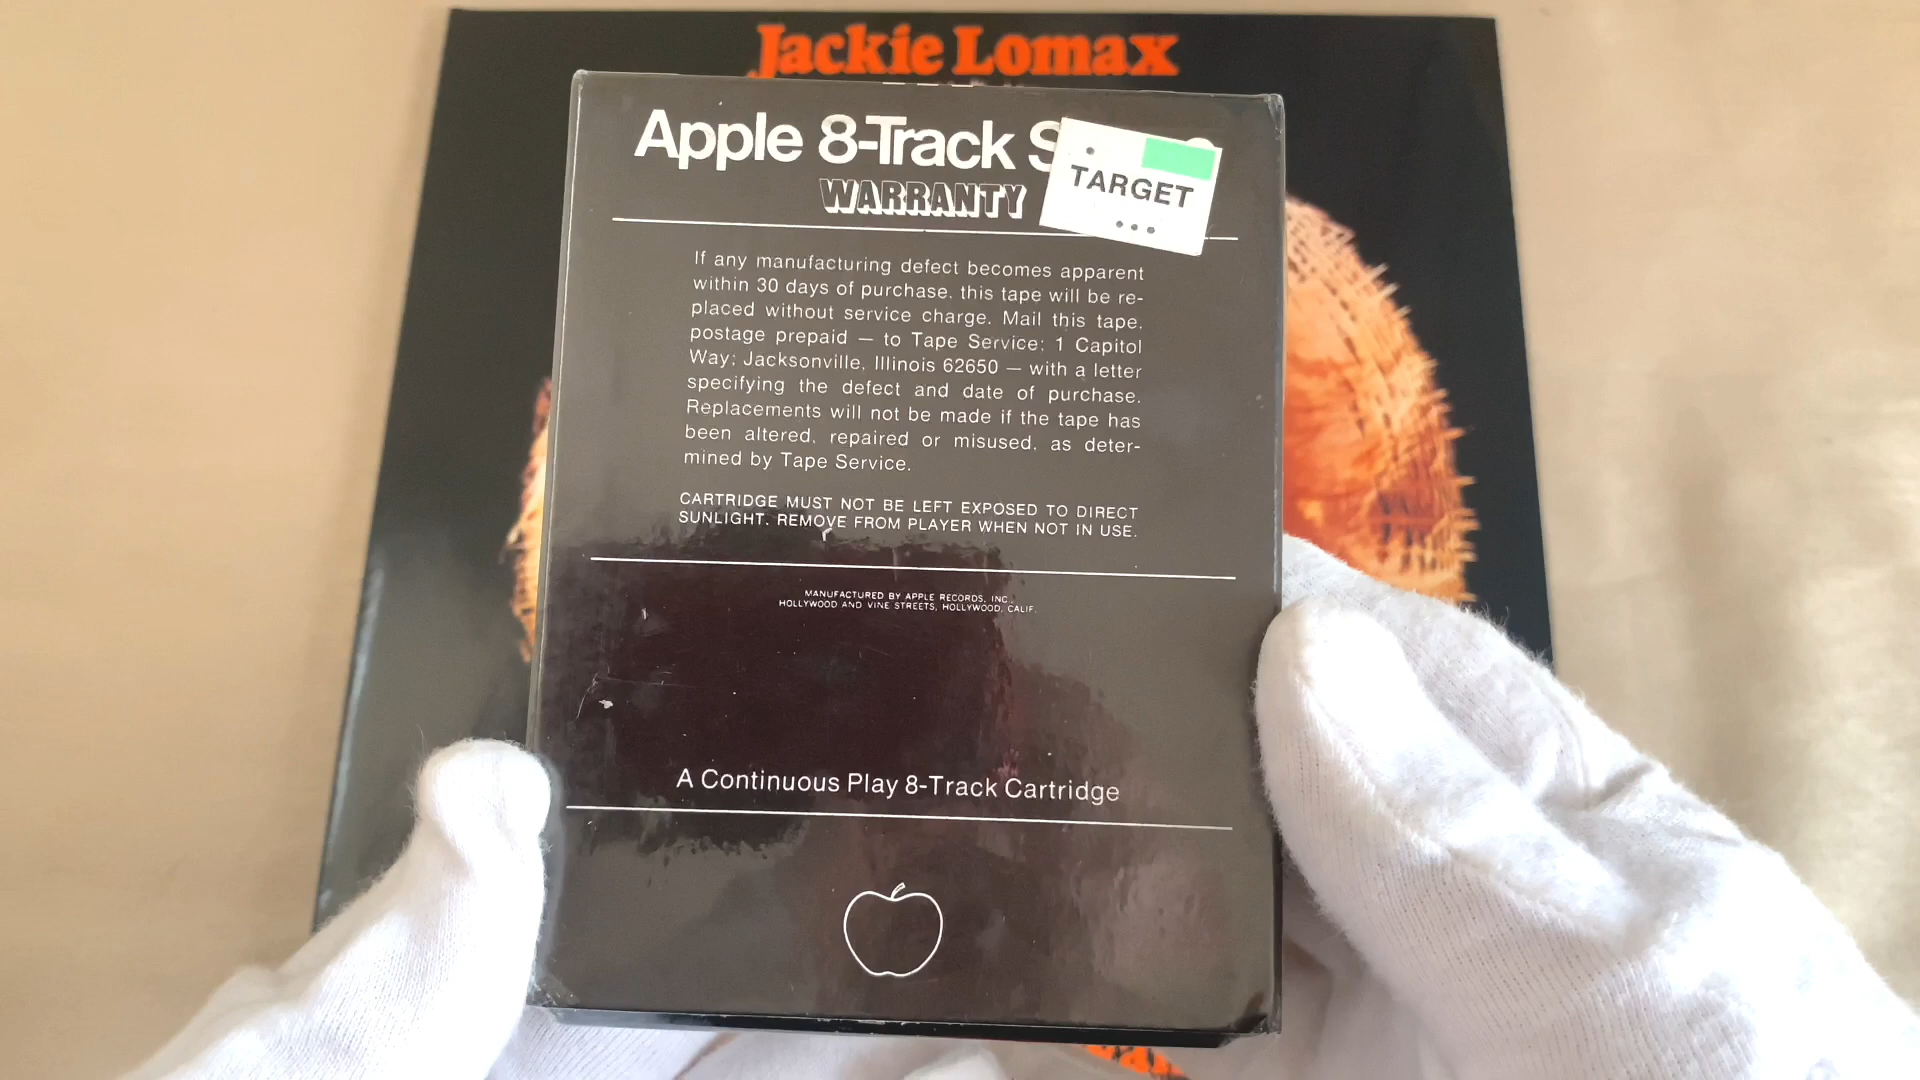 Jackie Lomax
Apple 8-Track
TARGET
WARRANTY
If any manufacturing defect becomes apparent
within 30 days of purchase, this tape will be re-
placed without service charge. Mail this tape,
postage prepaid — to Tape Service; 1 Capitol
Way; Jacksonville, Illinois 62650 — with a letter
specifying the defect and date of purchase.
Replacements will not be made if the tape has
been altered, repaired or misused, as deter-
mined by Tape Service.
CARTRIDGE MUST NOT BE LEFT EXPOSED TO DIRECT
SUNLIGHT. REMOVE FROM PLAYER WHEN NOT IN USE.
MANUFACTURED BY APPLE RECORDS, INC.,
HOLLYWOOD AND VINE STREETS, HOLLYWOOD, CALIF.
A Continuous Play 8-Track Cartridge